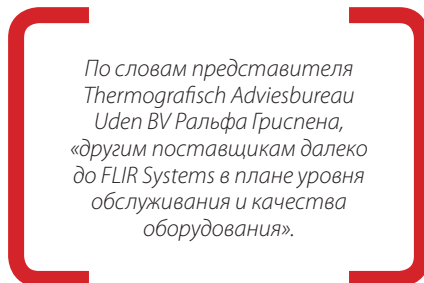 По словам представителя
Thermografisch Adviesbureau
Uden BV Ральфа Гриспена,
«другим поставщикам далеко
до FLIR Systems в плане уровня
обслуживания и качества
оборудования».